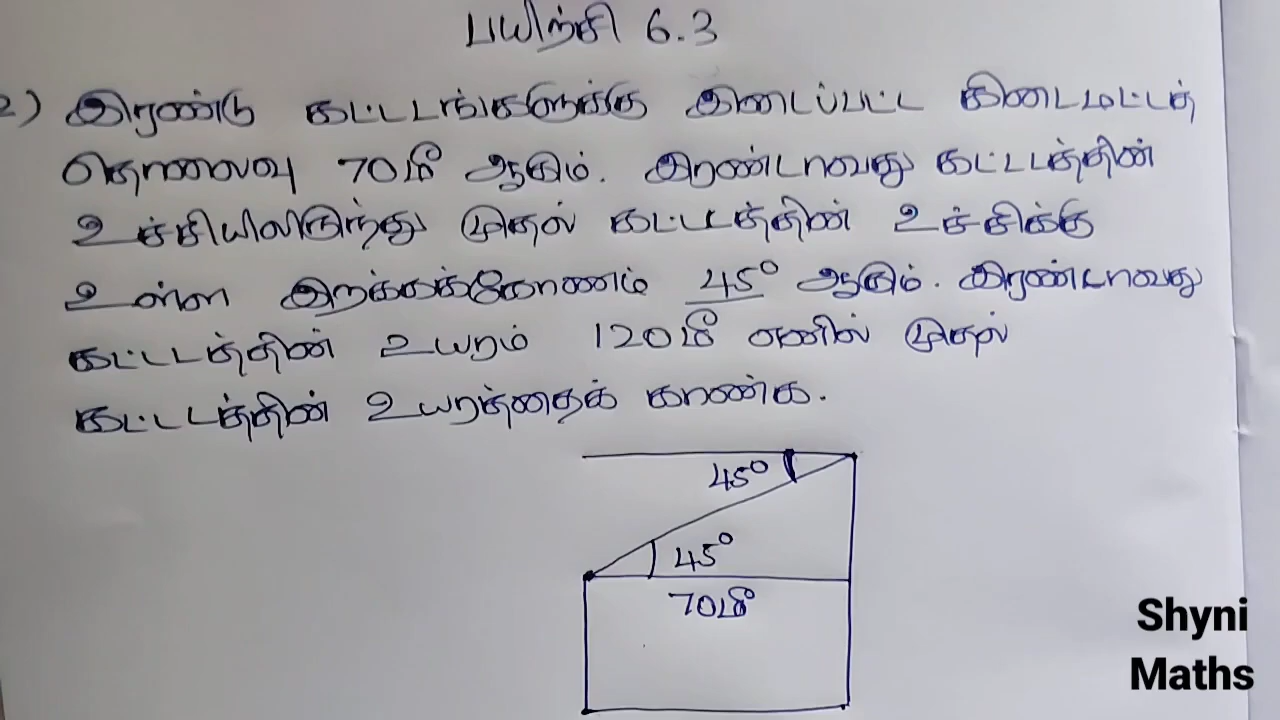 பயிற்சி 6.3
2) இரண்டு கட்டடங்களுக்கு இடைப்பட்ட கிடைமட்டத்
தொலைவு 70மீ ஆகும். இரண்டாவது கட்டடத்தின்
உச்சியிலிருந்து முதல் கட்டடத்தின் உச்சிக்கு
உள்ள இறக்கக்கோணம் 45° ஆகும். இரண்டாவது
கட்டடத்தின் உயரம் 120மீ எனில் முதல்
கட்டடத்தின் உயரத்தைக் காண்க.
45°
45°
70மீ
Shyni
Maths